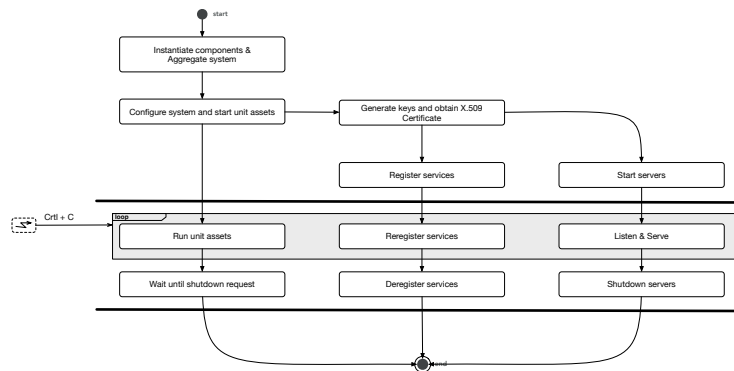 start
Instantiate components &
Aggregate system
Configure system and start unit assets
Generate keys and obtain X.509
Certificate
Register services
Start servers
Crtl + C
loop
Run unit assets
Reregister services
Listen & Serve
Wait until shutdown request
Deregister services
Shutdown servers
end